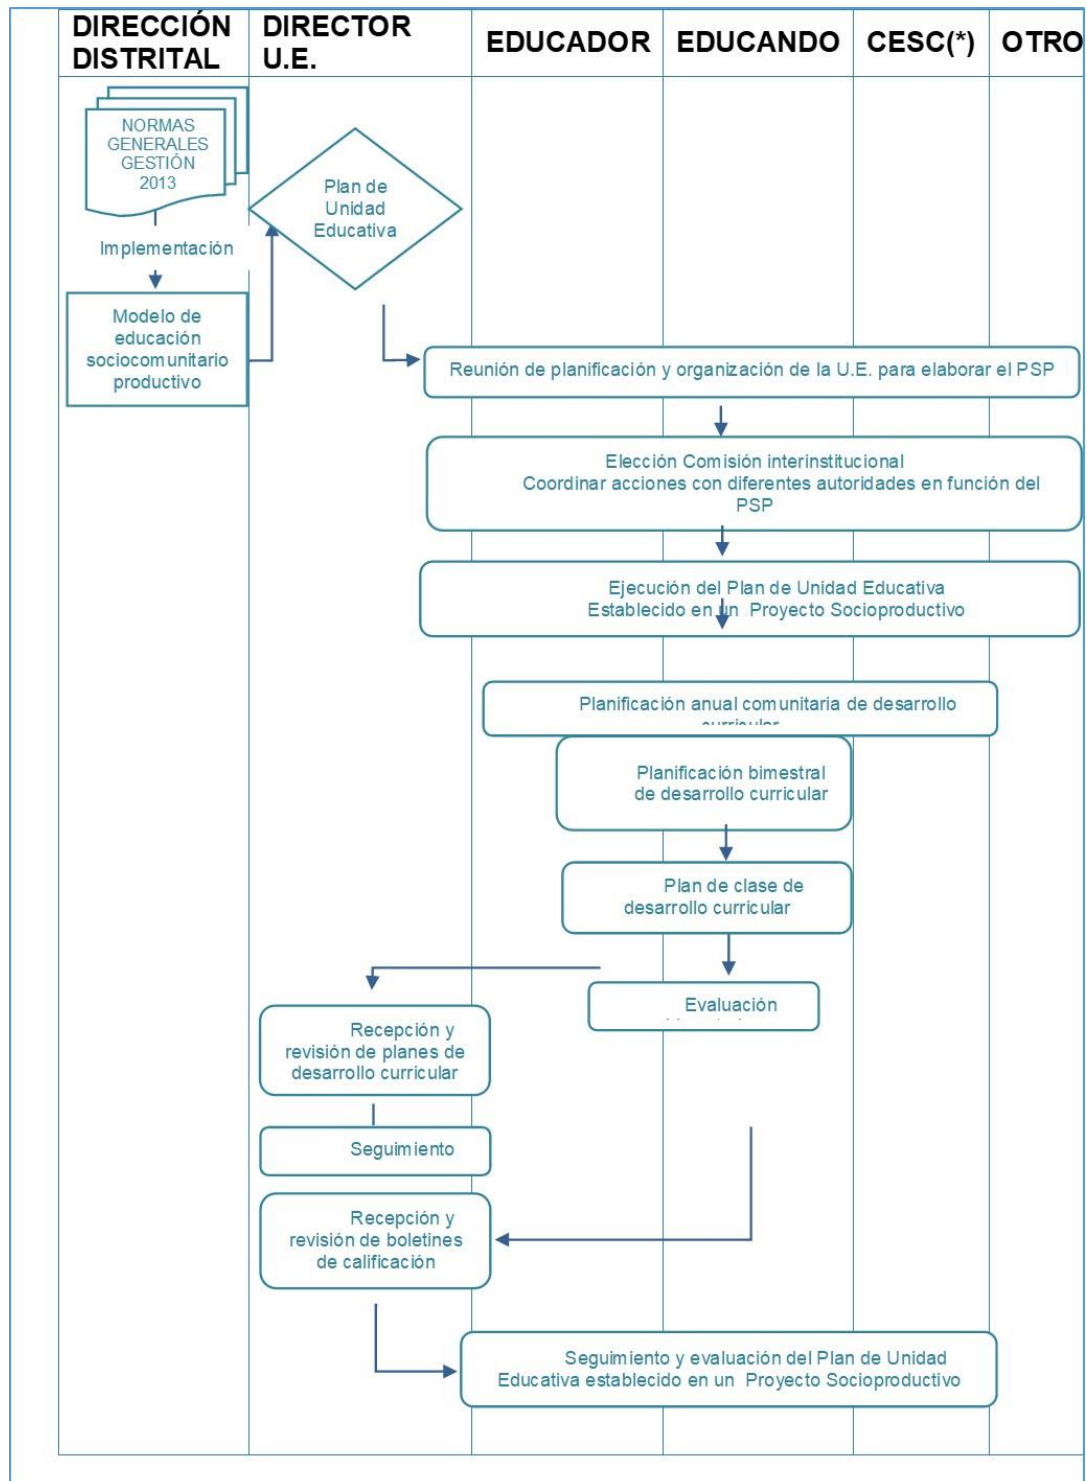 DIRECCIÓN
DISTRITAL
DIRECTOR
U.E.
EDUCADOR
EDUCANDO
CESC(*)
OTRO
NORMAS
GENERALES
GESTIÓN
2013
Implementación
Modelo de
educación
sociocomunitario
productivo
Plan de
Unidad
Educativa
Reunión de planificación y organización de la U.E. para elaborar el PSP
Elección Comisión interinstitucional
Coordinar acciones con diferentes autoridades en función del
PSP
Ejecución del Plan de Unidad Educativa
Establecido en un Proyecto Socioproductivo
Planificación anual comunitaria de desarrollo
curricular
Planificación bimestral
de desarrollo curricular
Plan de clase de
desarrollo curricular
Evaluación
Recepción y
revisión de planes de
desarrollo curricular
Seguimiento
Recepción y
revisión de boletines
de calificación
Seguimiento y evaluación del Plan de Unidad
Educativa establecido en un Proyecto Socioproductivo